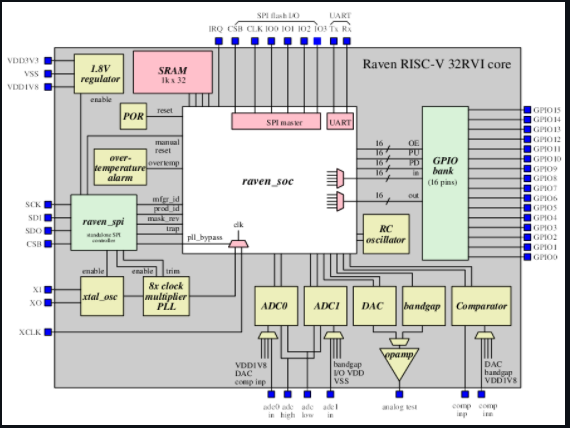 SPI flash I/O
UART
IRQ
CSB
CLK
IO0
IO1
IO2
IO3
Tx
Rx
VDD3V3
VSS
VDD1V8
1.8V
regulator
enable
SRAM
1k x 32
Raven RISC-V 32RVI core
POR
reset
SPI master
UART
manual
reset
over-
temperature
alarm
overtemp
raven_soc
16
OE
16
PU
16
PD
16
in
16
out
GPIO
bank
(16 pins)
GPIO15
GPIO14
GPIO13
GPIO12
GPIO11
GPIO10
GPIO9
GPIO8
GPIO7
GPIO6
GPIO5
GPIO4
GPIO3
GPIO2
GPIO1
GPIO0
SCK
SDI
SDO
CSB
raven_spi
standalone SPI
controller
mfgr_id
prod_id
mask_rev
trap
clk
pll_bypass
RC
oscillator
enable
enable
trim
XI
XO
XCLK
xtal_osc
8x clock
multiplier
PLL
ADC0
ADC1
DAC
bandgap
Comparator
VDD1V8
DAC
comp inp
bandgap
I/O VDD
VSS
opamp
DAC
bandgap
VDD1V8
adc0
in
adc
high
adc
low
adc1
in
analog test
comp
inp
comp
inn